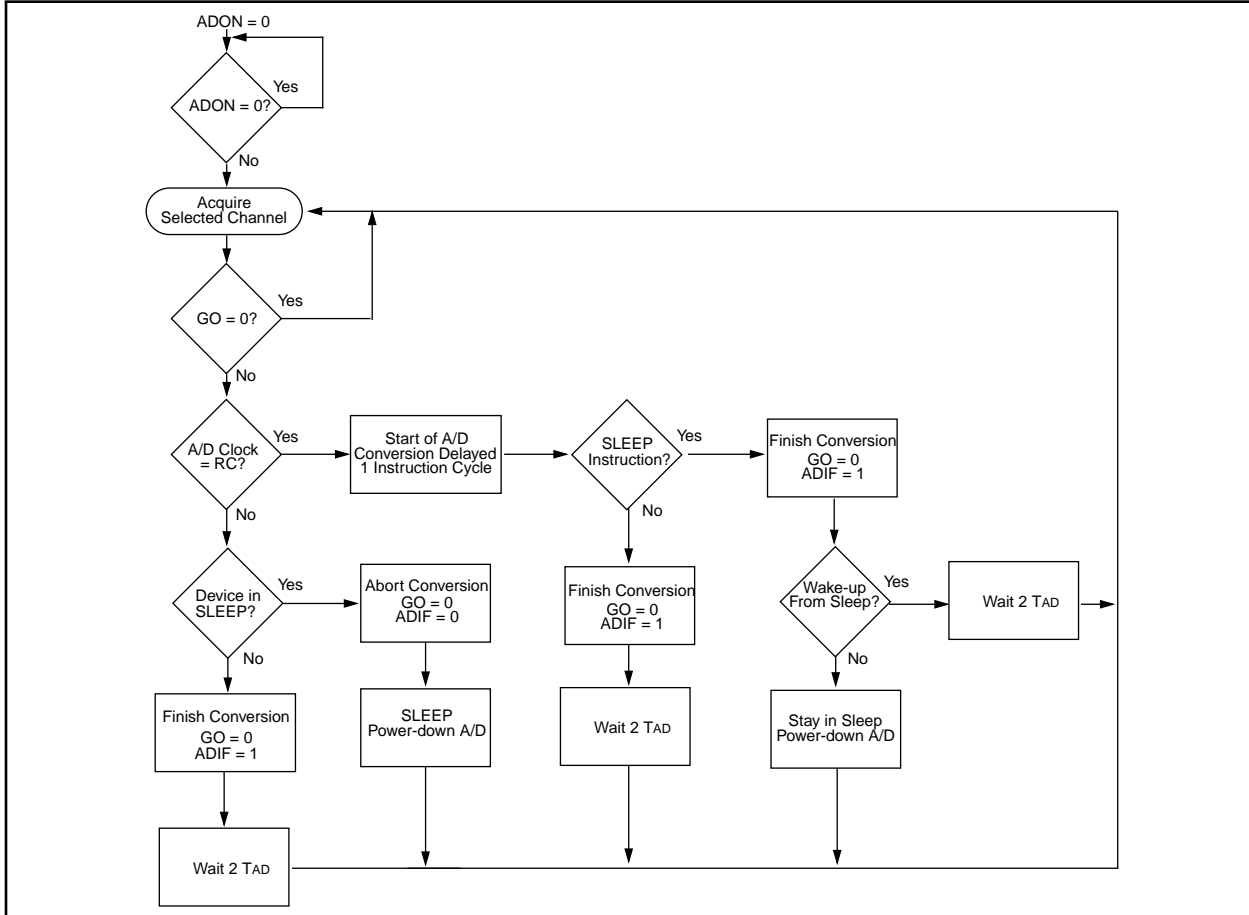 ADON = 0
Yes
ADON = 0?
No
Acquire
Selected Channel
Yes
GO = 0?
No
A/D Clock
= RC?
Yes
Start of A/D
Conversion Delayed
1 Instruction Cycle
SLEEP
Instruction?
Yes
Finish Conversion
GO = 0
ADIF = 1
No
No
Device in
SLEEP?
Yes
Abort Conversion
GO = 0
ADIF = 0
Finish Conversion
GO = 0
ADIF = 1
Wake-up
From Sleep?
Yes
Wait 2 TAD
No
No
Finish Conversion
GO = 0
ADIF = 1
SLEEP
Power-down A/D
Wait 2 TAD
Stay in Sleep
Power-down A/D
Wait 2 TAD